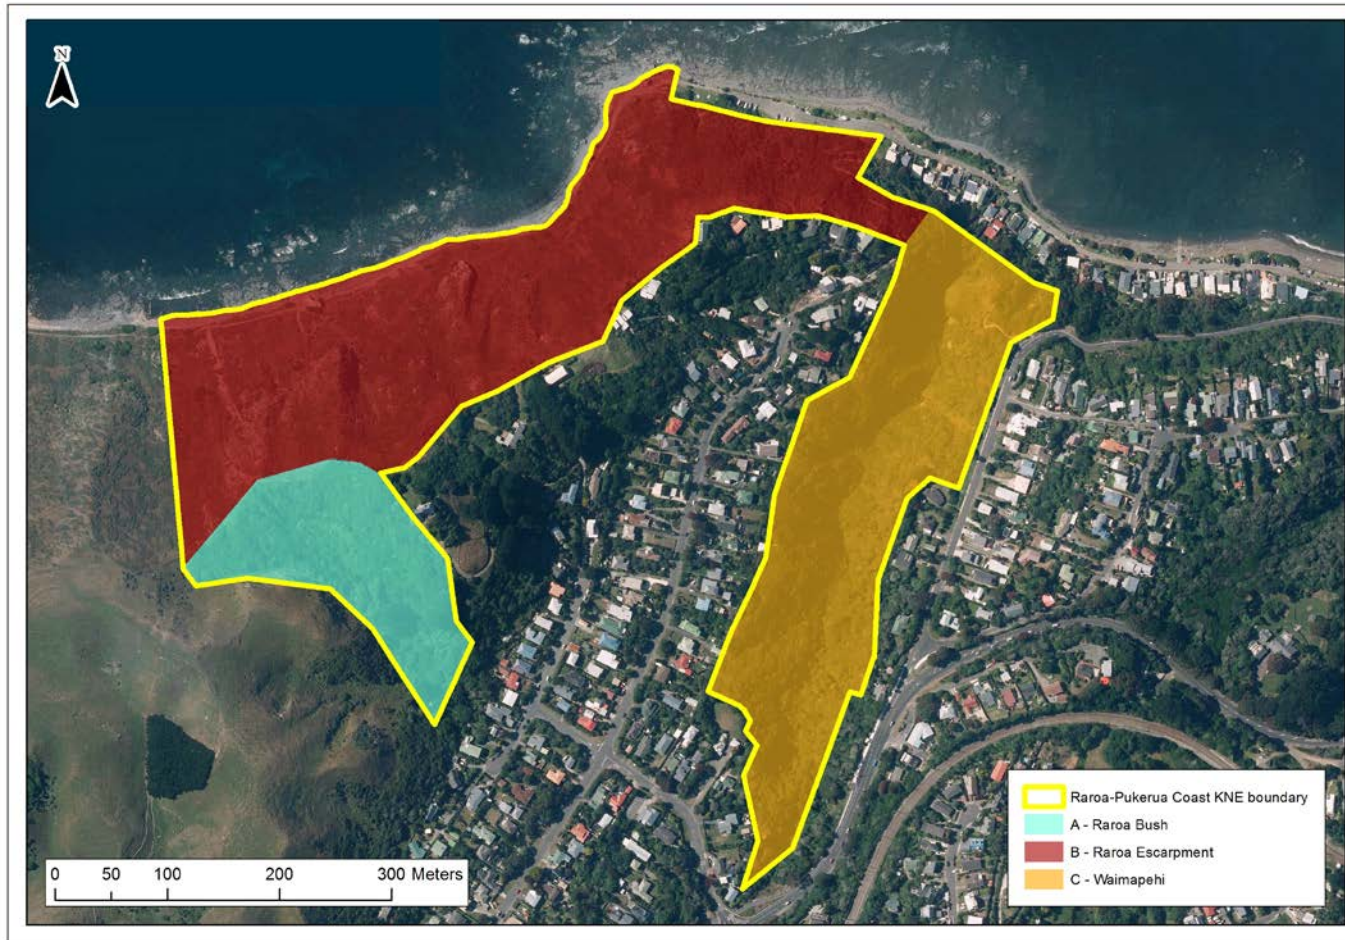 N
Raroa-Pukerua Coast KNE boundary
A - Raroa Bush
B - Raroa Escarpment
C - Waimapehi
0 50 100 200 300 Meters